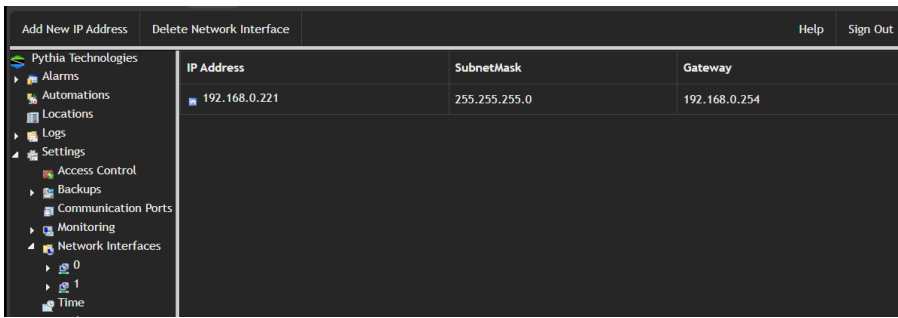 Add New IP Address Delete Network Interface Help Sign Out
Pythia Technologies
Alarms
Automations
Locations
Logs
Settings
Access Control
Backups
Communication Ports
Monitoring
Network Interfaces
0
1
Time
IP Address SubnetMask Gateway
192.168.0.221 255.255.255.0 192.168.0.254